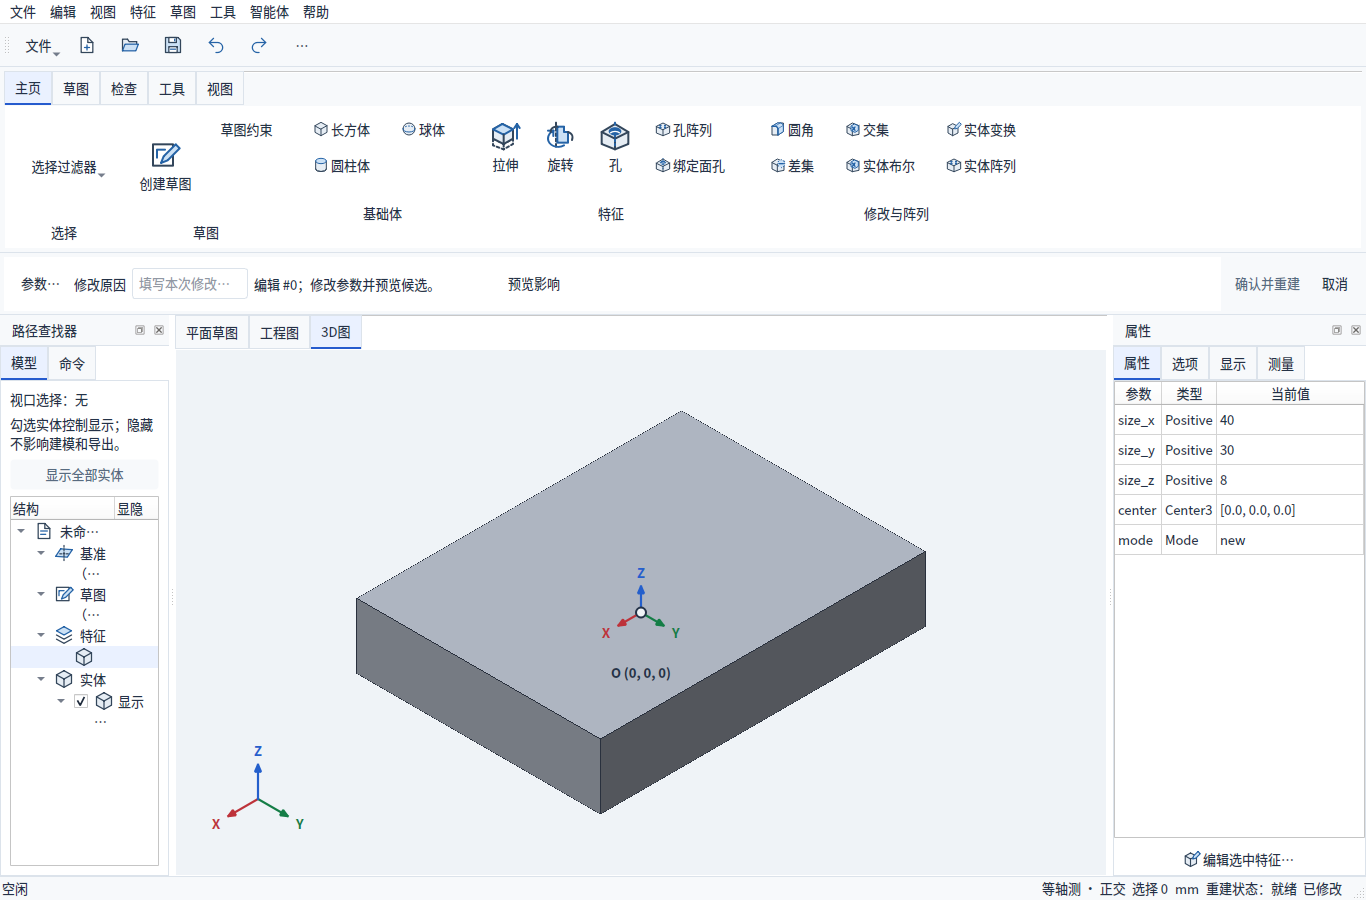 文件 编辑 视图 特征 草图 工具 智能体 帮助
文件 ···
主页 草图 检查 工具 视图
草图约束 长方体 球体 孔阵列 圆角 交集 实体变换
选择过滤器 创建草图 圆柱体 拉伸 旋转 孔 绑定面孔 差集 实体布尔 实体阵列
基础体 特征 修改与阵列
选择 草图
参数··· 修改原因 填写本次修改··· 编辑 #0；修改参数并预览候选。 预览影响 确认并重建 取消
路径查找器
模型 命令
视口选择：无
勾选实体控制显示；隐藏
不影响建模和导出。
显示全部实体
结构 显隐
未命···
基准
(···
草图
(···
特征
实体
显示
···
平面草图 工程图 3D图
Z
X
Y
O (0, 0, 0)
Z
X
Y
属性
属性 选项 显示 测量
参数 类型 当前值
size_x Positive 40
size_y Positive 30
size_z Positive 8
center Center3 [0.0, 0.0, 0.0]
mode Mode new
编辑选中特征···
空闲 等轴测 · 正交 选择 0 mm 重建状态：就绪 已修改